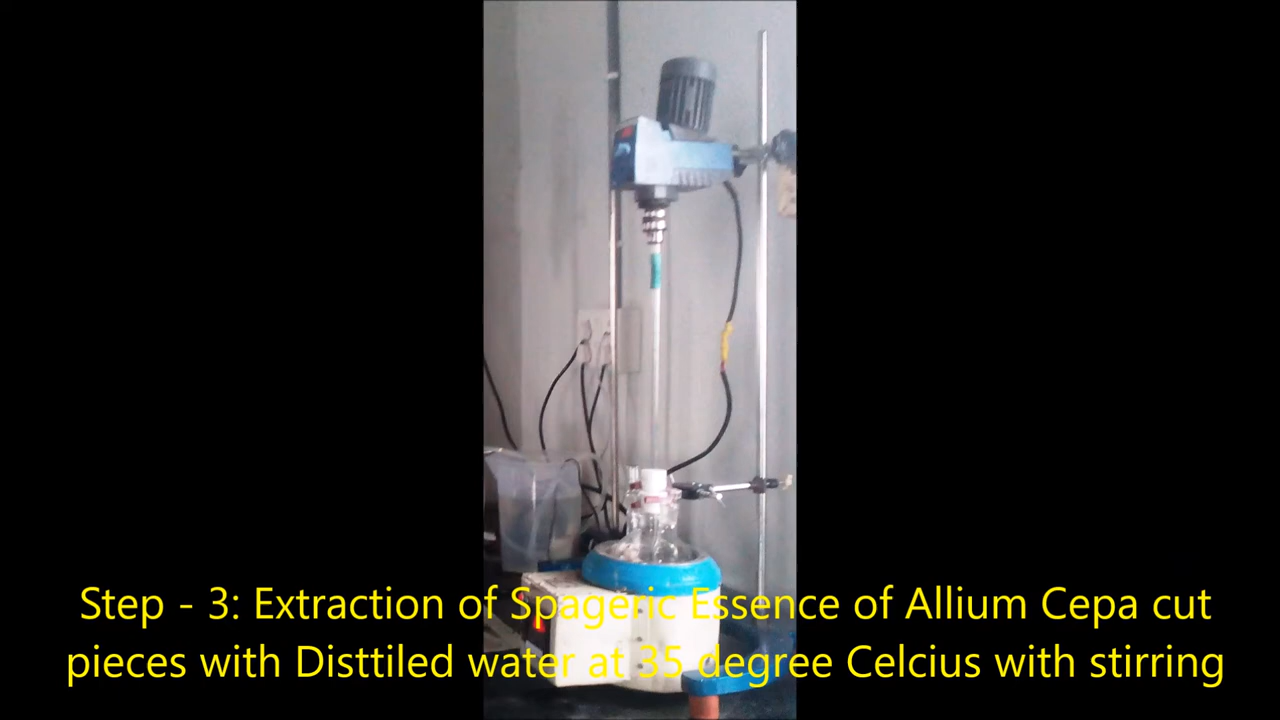 Step - 3: Extraction of Spageric Essence of Allium Cepa cut
pieces with Disttiled water at 35 degree Celcius with stirring